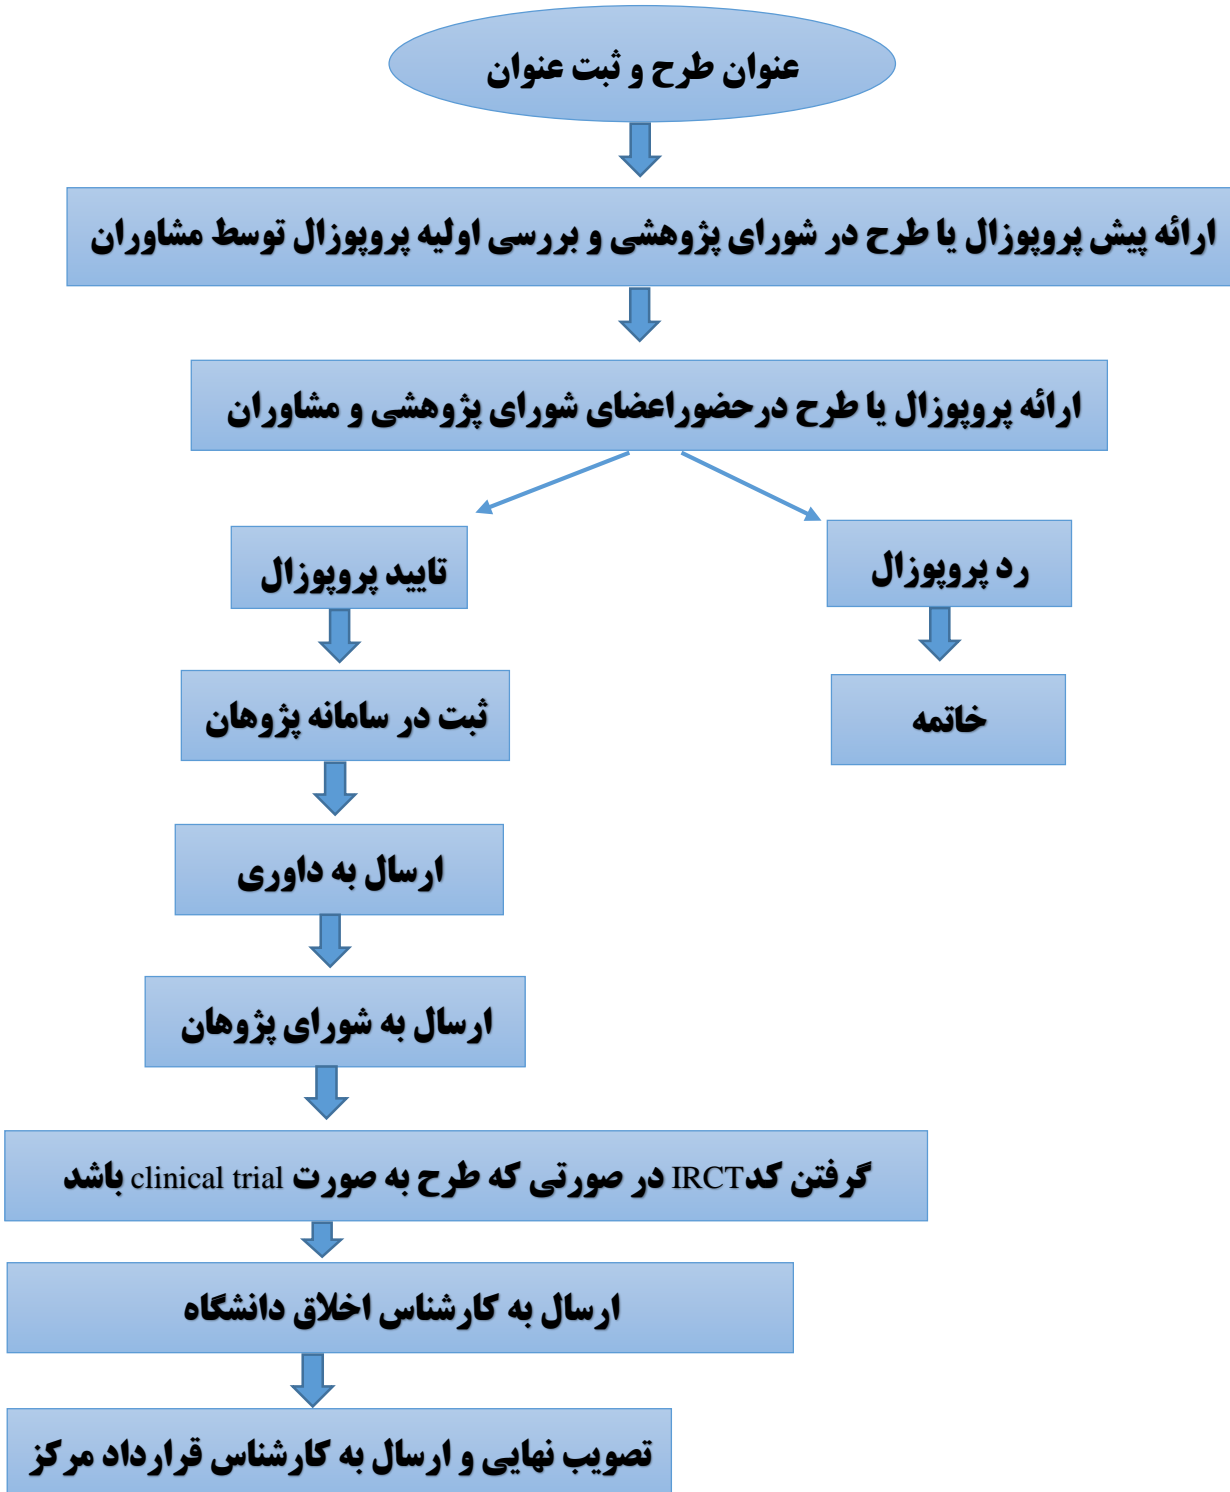 عنوان طرح و ثبت عنوان
ارائه پیش پروپوزال یا طرح در شورای پژوهشی و بررسی اولیه پروپوزال توسط مشاوران
ارائه پروپوزال یا طرح درحضوراعضای شورای پژوهشی و مشاوران
رد پروپوزال
تایید پروپوزال
خاتمه
ثبت در سامانه پژوهان
ارسال به داوری
ارسال به شورای پژوهان
گرفتن کدIRCT در صورتی که طرح به صورت clinical trial باشد
ارسال به کارشناس اخلاق دانشگاه
تصویب نهایی و ارسال به کارشناس قرارداد مرکز